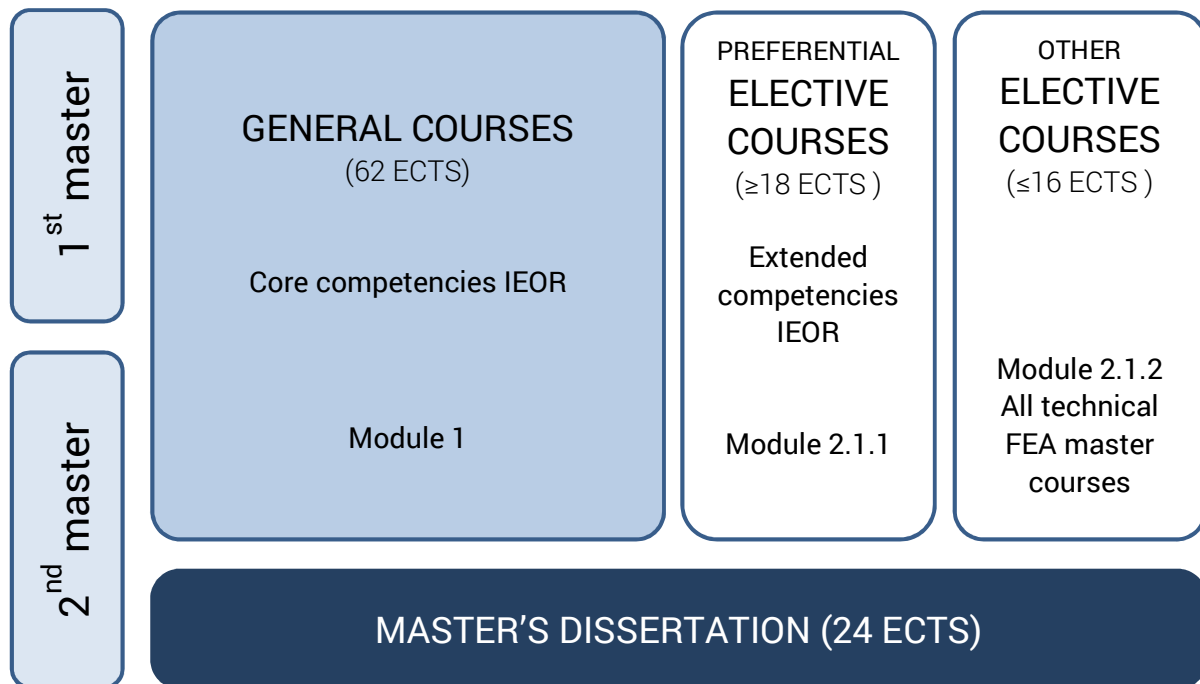 1st master
GENERAL COURSES
(62 ECTS)
Core competencies IEOR
Module 1
PREFERENTIAL
ELECTIVE
COURSES
(≥18 ECTS )
Extended
competencies
IEOR
Module 2.1.1
OTHER
ELECTIVE
COURSES
(≤16 ECTS )
Module 2.1.2
All technical
FEA master
courses
2nd master
MASTER’S DISSERTATION (24 ECTS)